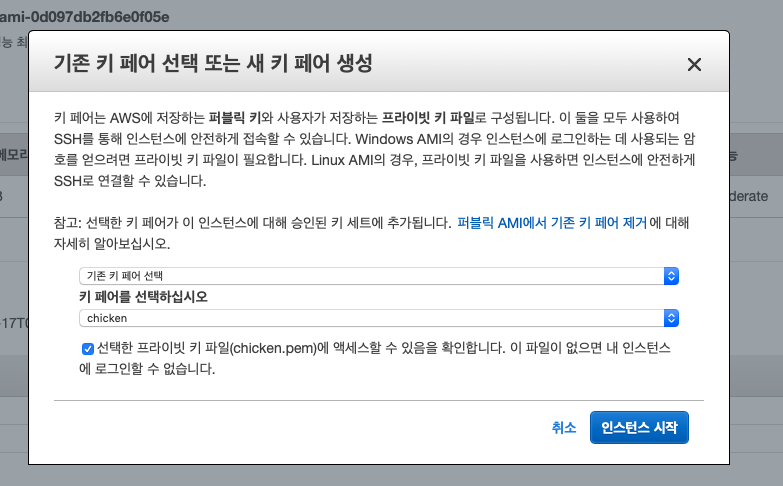 ami-0d097db2fb6e0f05e
능 최
기존 키 페어 선택 또는 새 키 페어 생성
키 페어는 AWS에 저장하는 퍼블릭 키와 사용자가 저장하는 프라이빗 키 파일로 구성됩니다. 이 둘을 모두 사용하여
SSH를 통해 인스턴스에 안전하게 접속할 수 있습니다. Windows AMI의 경우 인스턴스에 로그인하는 데 사용되는 암
호를 얻으려면 프라이빗 키 파일이 필요합니다. Linux AMI의 경우, 프라이빗 키 파일을 사용하면 인스턴스에 안전하게
SSH로 연결할 수 있습니다.
메모리
능
derate
참고: 선택한 키 페어가 이 인스턴스에 대해 승인된 키 세트에 추가됩니다. 퍼블릭 AMI에서 기존 키 페어 제거에 대해
자세히 알아보십시오.
기존 키 페어 선택
키 페어를 선택하십시오
chicken
-17T0
선택한 프라이빗 키 파일(chicken.pem)에 액세스할 수 있음을 확인합니다. 이 파일이 없으면 내 인스턴스
에 로그인할 수 없습니다.
취소
인스턴스 시작